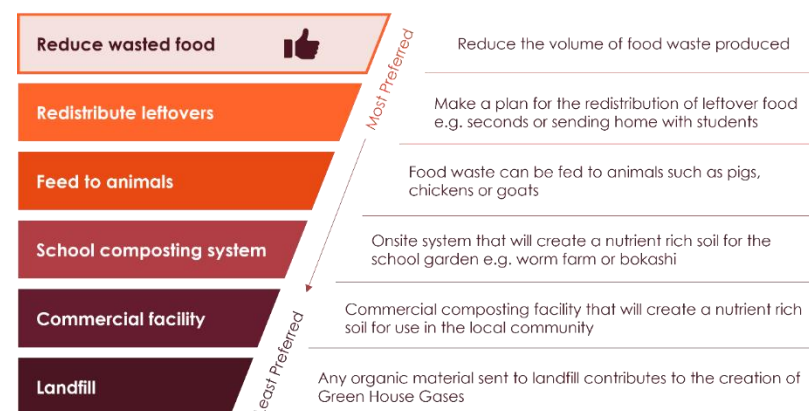 Reduce wasted food
Reduce the volume of food waste produced
Most Preferred
Redistribute leftovers
Make a plan for the redistribution of leftover food
e.g. seconds or sending home with students
Feed to animals
Food waste can be fed to animals such as pigs,
chickens or goats
School composting system
Onsite system that will create a nutrient rich soil for the
school garden e.g. worm farm or bokashi
Commercial facility
Commercial composting facility that will create a nutrient rich
soil for use in the local community
Least Preferred
Landfill
Any organic material sent to landfill contributes to the creation of
Green House Gases